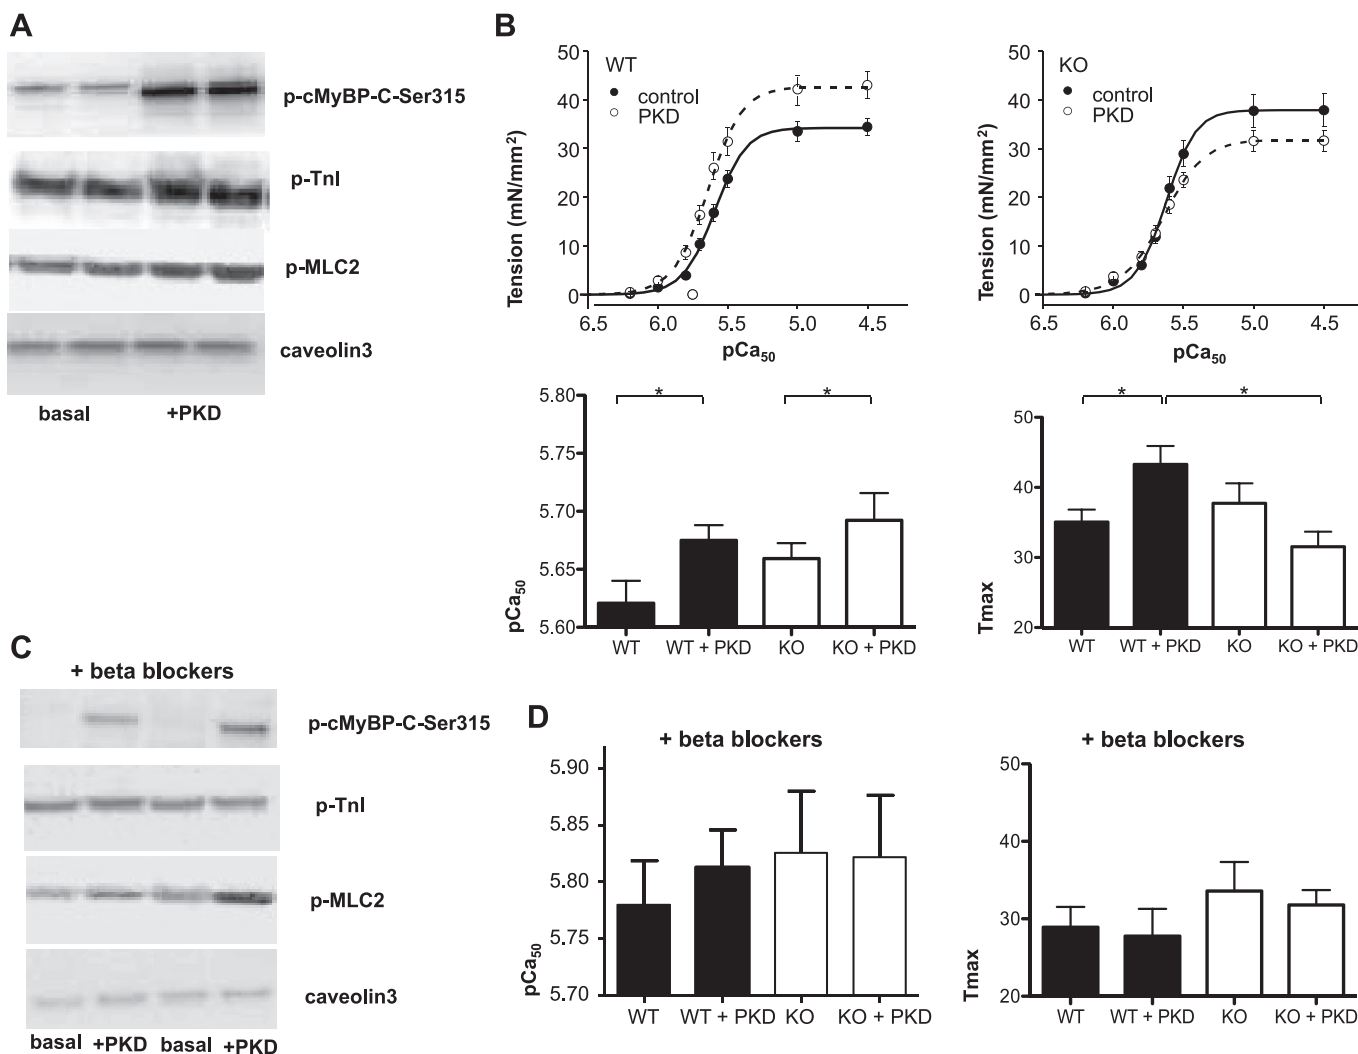 A
p-cMyBP-C-Ser315
p-TnI
p-MLC2
caveolin3
basal +PKD
B
50
40
30
20
10
0
Tension (mN/mm²)
WT
control
PKD
6.5 6.0 5.5 5.0 4.5
pCa₅₀
50
40
30
20
10
0
Tension (mN/mm²)
KO
control
PKD
6.5 6.0 5.5 5.0 4.5
pCa₅₀
5.80
5.75
5.70
5.65
5.60
pCa₅₀
* *
WT WT + PKD KO KO + PKD
50
40
30
20
Tmax
* *
WT WT + PKD KO KO + PKD
C
+ beta blockers
p-cMyBP-C-Ser315
p-TnI
p-MLC2
caveolin3
basal +PKD basal +PKD
D
+ beta blockers
5.90
5.85
5.80
5.75
5.70
pCa₅₀
WT WT + PKD KO KO + PKD
+ beta blockers
50
40
30
20
Tmax
WT WT + PKD KO KO + PKD